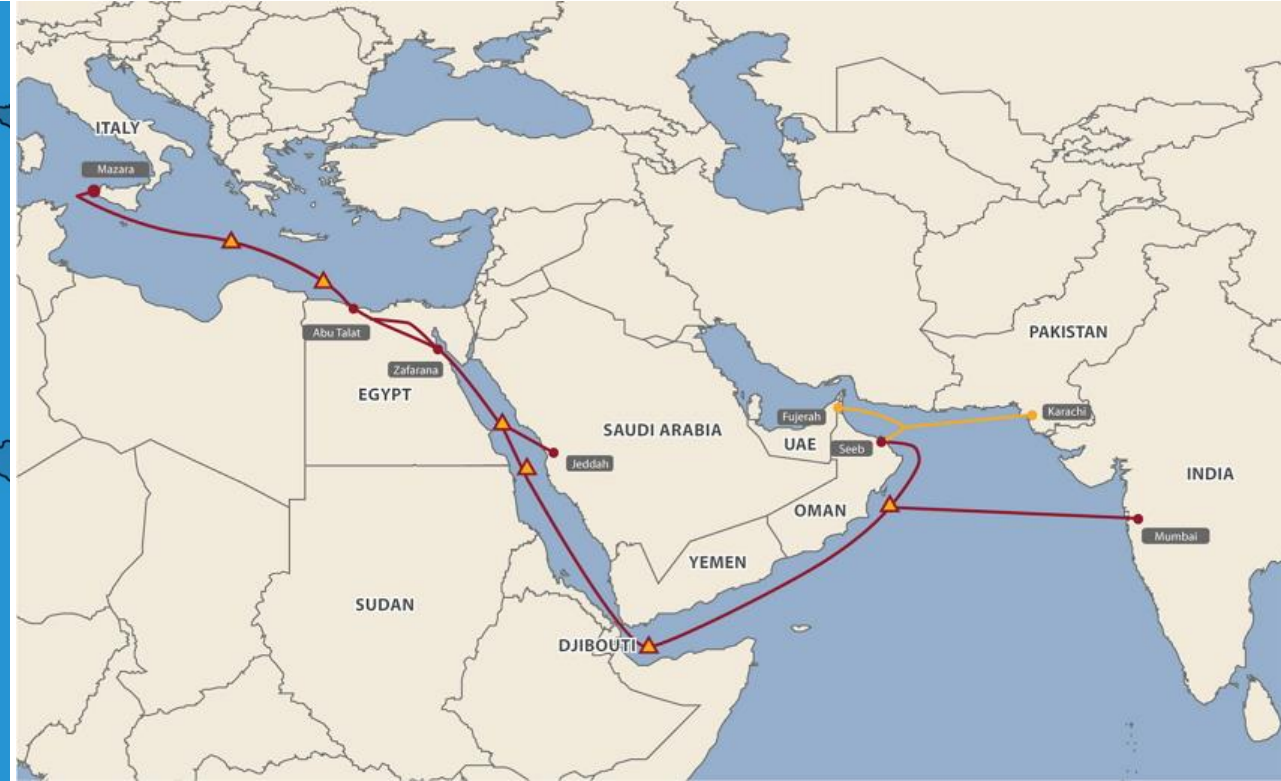 ITALY
Mazara
Abu Talat
Zafarana
EGYPT
PAKISTAN
Fujerah
Karachi
SAUDI ARABIA
UAE
Seeb
Jeddah
INDIA
OMAN
Mumbai
YEMEN
SUDAN
DJIBOUTI